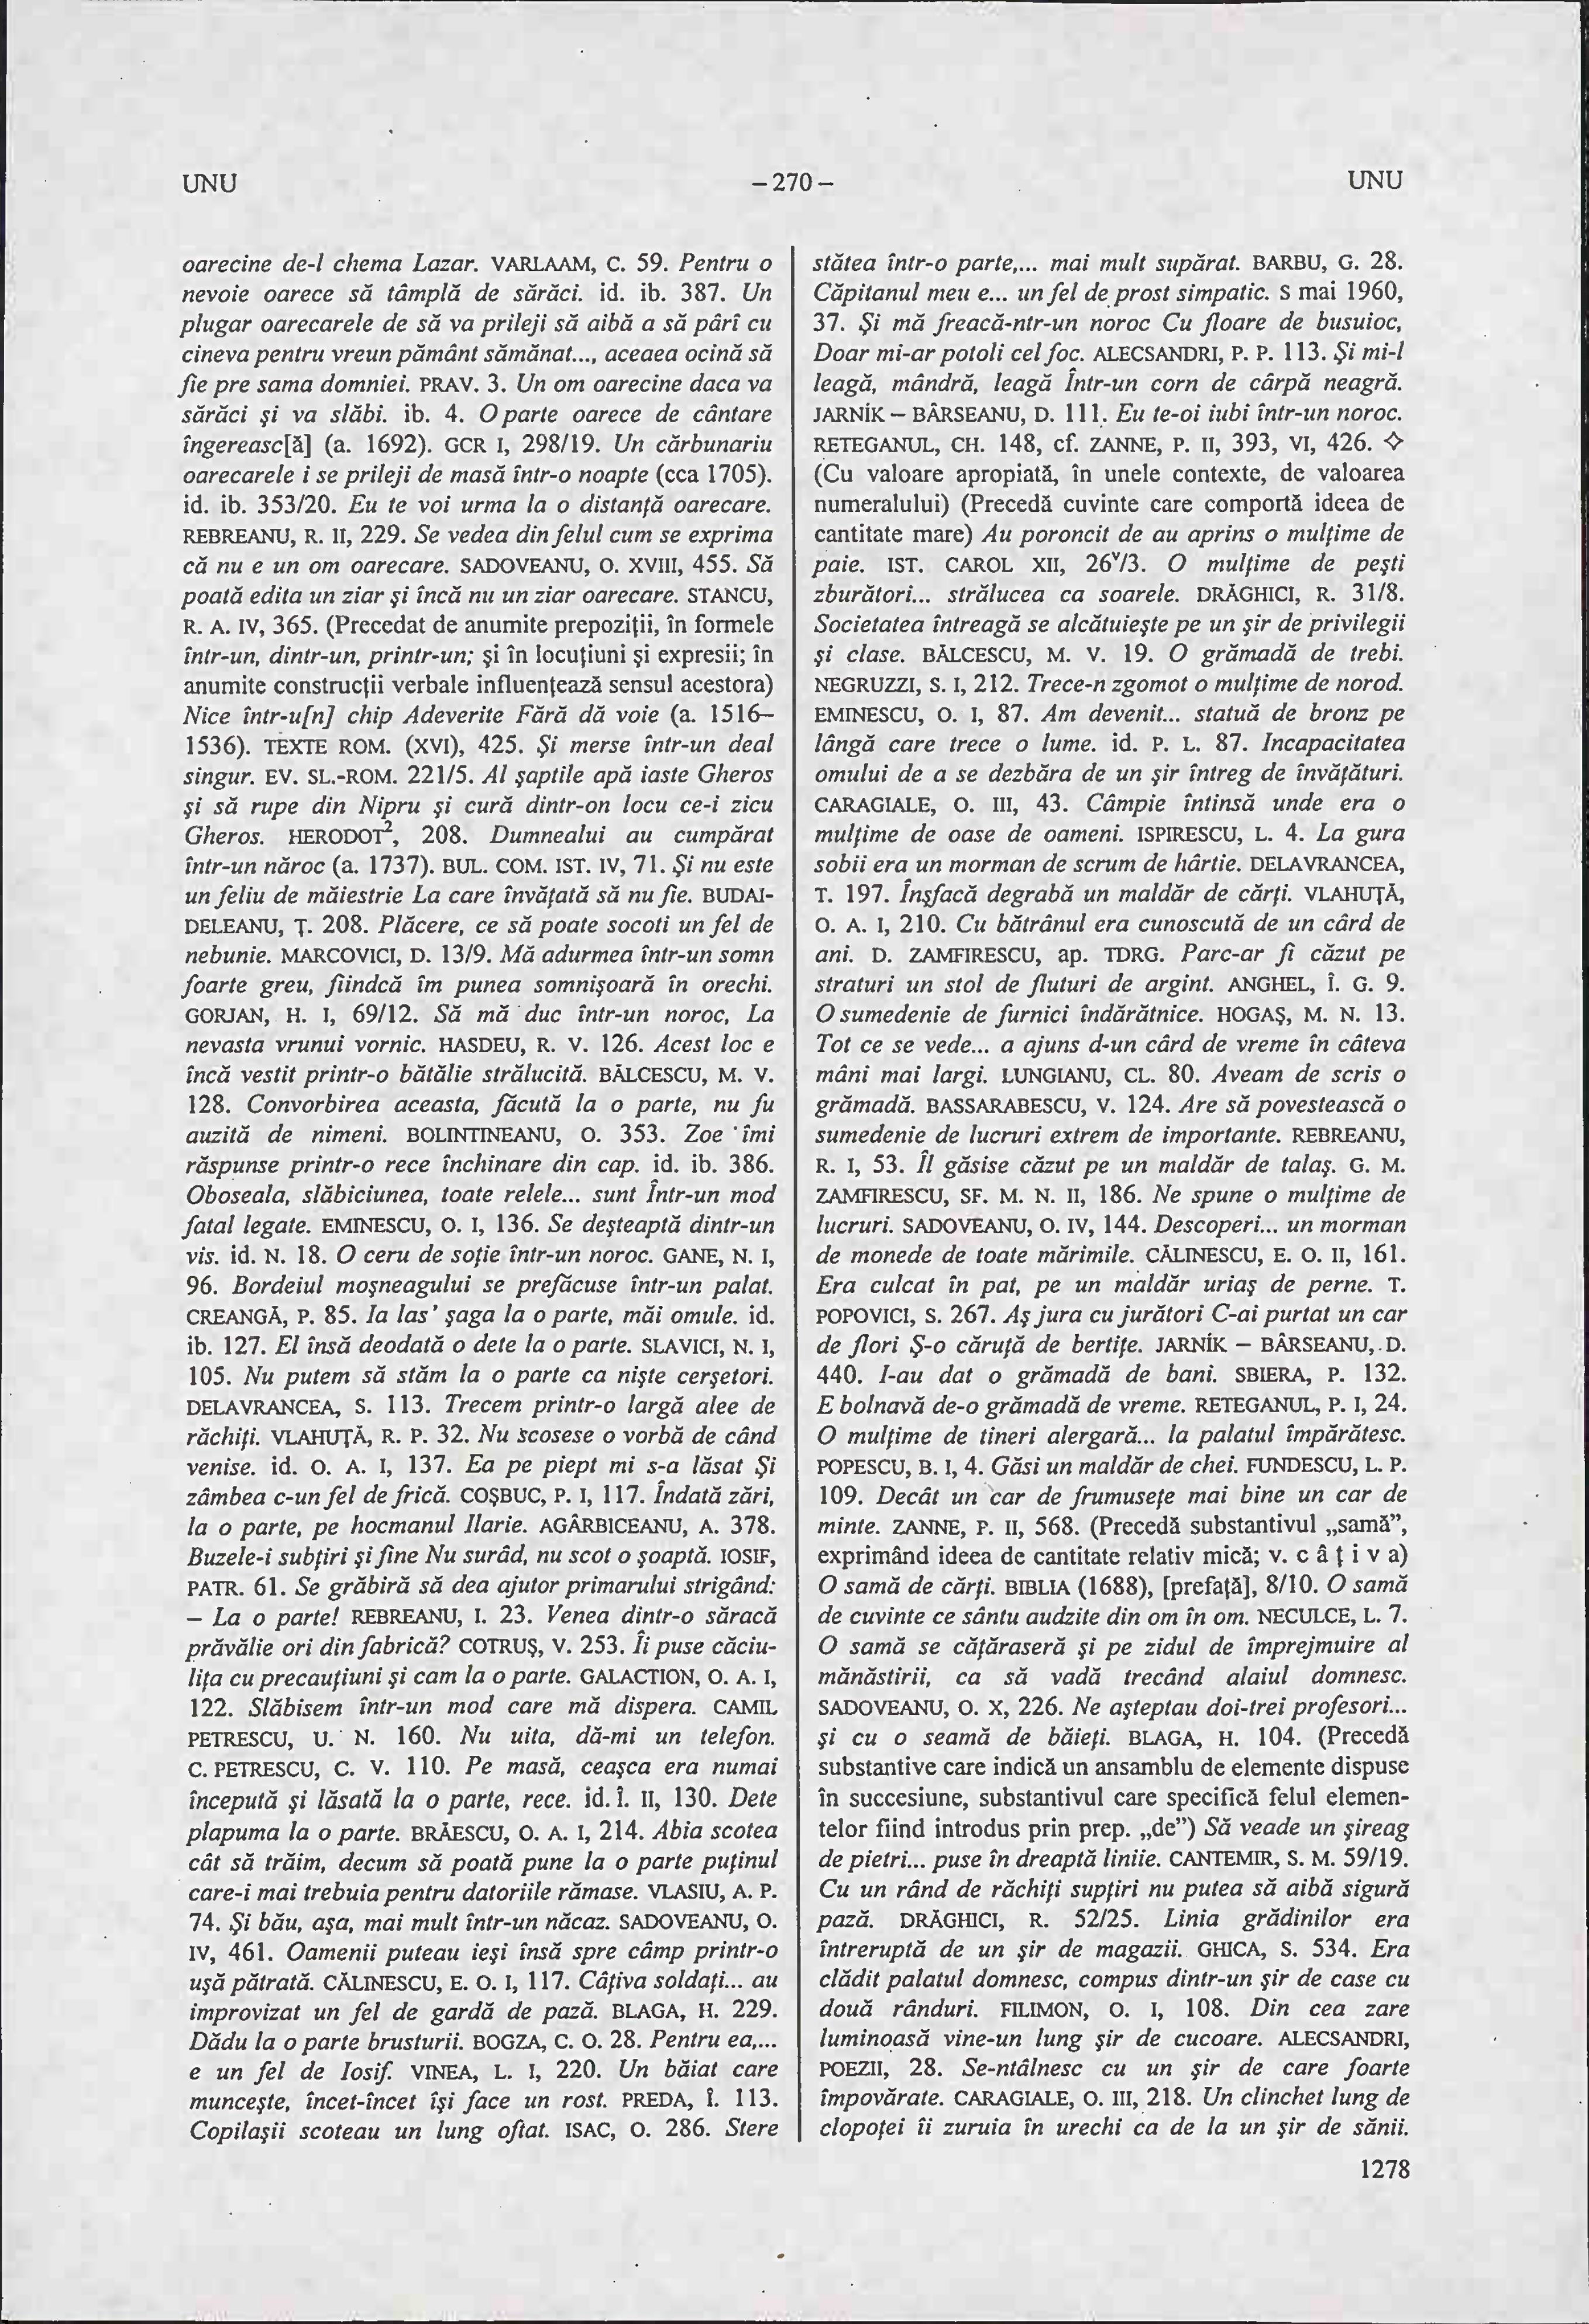 UNU
– 270 –
UNU
oarecine de-l chema Lazar. VARLAAM, C. 59. Pentru o
nevoie oarece să tâmplă de sărăci. id. ib. 387. Un
plugar oarecarele de să va prileji să aibă a să pârî cu
cineva pentru vreun pământ sămănat..., aceaea ocină să
fie pre sama domniei. PRAV. 3. Un om oarecine daca va
sărăci şi va slăbi. ib. 4. O parte oarece de cântare
îngereasc[ă] (a. 1692). GCR I, 298/19. Un cărbunariu
oarecarele i se prileji de masă într-o noapte (cca 1705).
id. ib. 353/20. Eu te voi urma la o distanţă oarecare.
REBREANU, R. II, 229. Se vedea din felul cum se exprima
că nu e un om oarecare. SADOVEANU, O. XVIII, 455. Să
poată edita un ziar şi încă nu un ziar oarecare. STANCU,
R. A. IV, 365. (Precedat de anumite prepoziţii, în formele
într-un, dintr-un, printr-un; şi în locuţiuni şi expresii; în
anumite construcţii verbale influenţează sensul acestora)
Nice într-u[n] chip Adeverite Fără dă voie (a. 1516–
1536). TEXTE ROM. (XVI), 425. Şi merse într-un deal
singur. EV. SL.-ROM. 221/5. Al şaptile apă iaste Gheros
şi să rupe din Nipru şi cură dintr-on locu ce-i zicu
Gheros. HERODOT², 208. Dumnealui au cumpărat
într-un năroc (a. 1737). BUL. COM. IST. IV, 71. Şi nu este
un feliu de măiestrie La care învăţată să nu fie. BUDAI-
DELEANU, Ţ. 208. Plăcere, ce să poate socoti un fel de
nebunie. MARCOVICI, D. 13/9. Mă adurmea într-un somn
foarte greu, fiindcă îm punea somnişoară în orechi.
GORJAN, H. I, 69/12. Să mă duc într-un noroc, La
nevasta vrunui vornic. HASDEU, R. V. 126. Acest loc e
încă vestit printr-o bătălie strălucită. BĂLCESCU, M. V.
128. Convorbirea aceasta, făcută la o parte, nu fu
auzită de nimeni. BOLINTINEANU, O. 353. Zoe îmi
răspunse printr-o rece închinare din cap. id. ib. 386.
Oboseala, slăbiciunea, toate relele... sunt Într-un mod
fatal legate. EMINESCU, O. I, 136. Se deşteaptă dintr-un
vis. id. N. 18. O ceru de soţie într-un noroc. GANE, N. I,
96. Bordeiul moşneagului se prefăcuse într-un palat.
CREANGĂ, P. 85. Ia las' şaga la o parte, măi omule. id.
ib. 127. El însă deodată o dete la o parte. SLAVICI, N. I,
105. Nu putem să stăm la o parte ca nişte cerşetori.
DELAVRANCEA, S. 113. Trecem printr-o largă alee de
răchiţi. VLAHUŢĂ, R. P. 32. Nu scosese o vorbă de când
venise. id. O. A. I, 137. Ea pe piept mi s-a lăsat Şi
zâmbea c-un fel de frică. COŞBUC, P. I, 117. Îndată zări,
la o parte, pe hocmanul Ilarie. AGÂRBICEANU, A. 378.
Buzele-i subţiri şi fine Nu surâd, nu scot o şoaptă. IOSIF,
PATR. 61. Se grăbiră să dea ajutor primarului strigând:
– La o parte! REBREANU, I. 23. Venea dintr-o săracă
prăvălie ori din fabrică? COTRUŞ, V. 253. Îi puse căciu-
liţa cu precauţiuni şi cam la o parte. GALACTION, O. A. I,
122. Slăbisem într-un mod care mă dispera. CAMIL
PETRESCU, U. N. 160. Nu uita, dă-mi un telefon.
C. PETRESCU, C. V. 110. Pe masă, ceaşca era numai
începută şi lăsată la o parte, rece. id. Î. II, 130. Dete
plapuma la o parte. BRĂESCU, O. A. I, 214. Abia scotea
cât să trăim, decum să poată pune la o parte puţinul
care-i mai trebuia pentru datoriile rămase. VLASIU, A. P.
74. Şi bău, aşa, mai mult într-un năcaz. SADOVEANU, O.
IV, 461. Oamenii puteau ieşi însă spre câmp printr-o
uşă pătrată. CĂLINESCU, E. O. I, 117. Câţiva soldaţi... au
improvizat un fel de gardă de pază. BLAGA, H. 229.
Dădu la o parte brusturii. BOGZA, C. O. 28. Pentru ea,...
e un fel de Iosif. VINEA, L. I, 220. Un băiat care
munceşte, încet-încet îşi face un rost. PREDA, Î. 113.
Copilaşii scoteau un lung oftat. ISAC, O. 286. Stere
stătea într-o parte,... mai mult supărat. BARBU, G. 28.
Căpitanul meu e... un fel de prost simpatic. S mai 1960,
37. Şi mă freacă-ntr-un noroc Cu floare de busuioc,
Doar mi-ar potoli cel foc. ALECSANDRI, P. P. 113. Şi mi-l
leagă, mândră, leagă Într-un corn de cârpă neagră.
JARNÍK – BÂRSEANU, D. 111. Eu te-oi iubi într-un noroc.
RETEGANUL, CH. 148, cf. ZANNE, P. II, 393, VI, 426. ◇
(Cu valoare apropiată, în unele contexte, de valoarea
numeralului) (Precedă cuvinte care comportă ideea de
cantitate mare) Au poroncit de au aprins o mulţime de
paie. IST. CAROL XII, 26ᵛ/3. O mulţime de peşti
zburători... strălucea ca soarele. DRĂGHICI, R. 31/8.
Societatea întreagă se alcătuieşte pe un şir de privilegii
şi clase. BĂLCESCU, M. V. 19. O grămadă de trebi.
NEGRUZZI, S. I, 212. Trece-n zgomot o mulţime de norod.
EMINESCU, O. I, 87. Am devenit... statuă de bronz pe
lângă care trece o lume. id. P. L. 87. Incapacitatea
omului de a se dezbăra de un şir întreg de învăţături.
CARAGIALE, O. III, 43. Câmpie întinsă unde era o
mulţime de oase de oameni. ISPIRESCU, L. 4. La gura
sobii era un morman de scrum de hârtie. DELAVRANCEA,
T. 197. Înşfacă degrabă un maldăr de cărţi. VLAHUŢĂ,
O. A. I, 210. Cu bătrânul era cunoscută de un cârd de
ani. D. ZAMFIRESCU, ap. TDRG. Parc-ar fi căzut pe
straturi un stol de fluturi de argint. ANGHEL, Î. G. 9.
O sumedenie de furnici îndărătnice. HOGAŞ, M. N. 13.
Tot ce se vede... a ajuns d-un cârd de vreme în câteva
mâni mai largi. LUNGIANU, CL. 80. Aveam de scris o
grămadă. BASSARABESCU, V. 124. Are să povestească o
sumedenie de lucruri extrem de importante. REBREANU,
R. I, 53. Îl găsise căzut pe un maldăr de talaş. G. M.
ZAMFIRESCU, SF. M. N. II, 186. Ne spune o mulţime de
lucruri. SADOVEANU, O. IV, 144. Descoperi... un morman
de monede de toate mărimile. CĂLINESCU, E. O. II, 161.
Era culcat în pat, pe un maldăr uriaş de perne. T.
POPOVICI, S. 267. Aş jura cu jurători C-ai purtat un car
de flori Ş-o căruţă de bertiţe. JARNÍK – BÂRSEANU, D.
440. I-au dat o grămadă de bani. SBIERA, P. 132.
E bolnavă de-o grămadă de vreme. RETEGANUL, P. I, 24.
O mulţime de tineri alergară... la palatul împărătesc.
POPESCU, B. I, 4. Găsi un maldăr de chei. FUNDESCU, L. P.
109. Decât un car de frumuseţe mai bine un car de
minte. ZANNE, P. II, 568. (Precedă substantivul „samă”,
exprimând ideea de cantitate relativ mică; v. c â ţ i v a)
O samă de cărţi. BIBLIA (1688), [prefaţă], 8/10. O samă
de cuvinte ce sântu audzite din om în om. NECULCE, L. 7.
O samă se căţăraseră şi pe zidul de împrejmuire al
mănăstirii, ca să vadă trecând alaiul domnesc.
SADOVEANU, O. X, 226. Ne aşteptau doi-trei profesori...
şi cu o seamă de băieţi. BLAGA, H. 104. (Precedă
substantive care indică un ansamblu de elemente dispuse
în succesiune, substantivul care specifică felul elemen-
telor fiind introdus prin prep. „de”) Să veade un şireag
de pietri... puse în dreaptă liniie. CANTEMIR, S. M. 59/19.
Cu un rând de răchiţi supţiri nu putea să aibă sigură
pază. DRĂGHICI, R. 52/25. Linia grădinilor era
întreruptă de un şir de magazii. GHICA, S. 534. Era
clădit palatul domnesc, compus dintr-un şir de case cu
două rânduri. FILIMON, O. I, 108. Din cea zare
luminoasă vine-un lung şir de cucoare. ALECSANDRI,
POEZII, 28. Se-ntâlnesc cu un şir de care foarte
împovărate. CARAGIALE, O. III, 218. Un clinchet lung de
clopoţei îi zuruia în urechi ca de la un şir de sănii.
1278